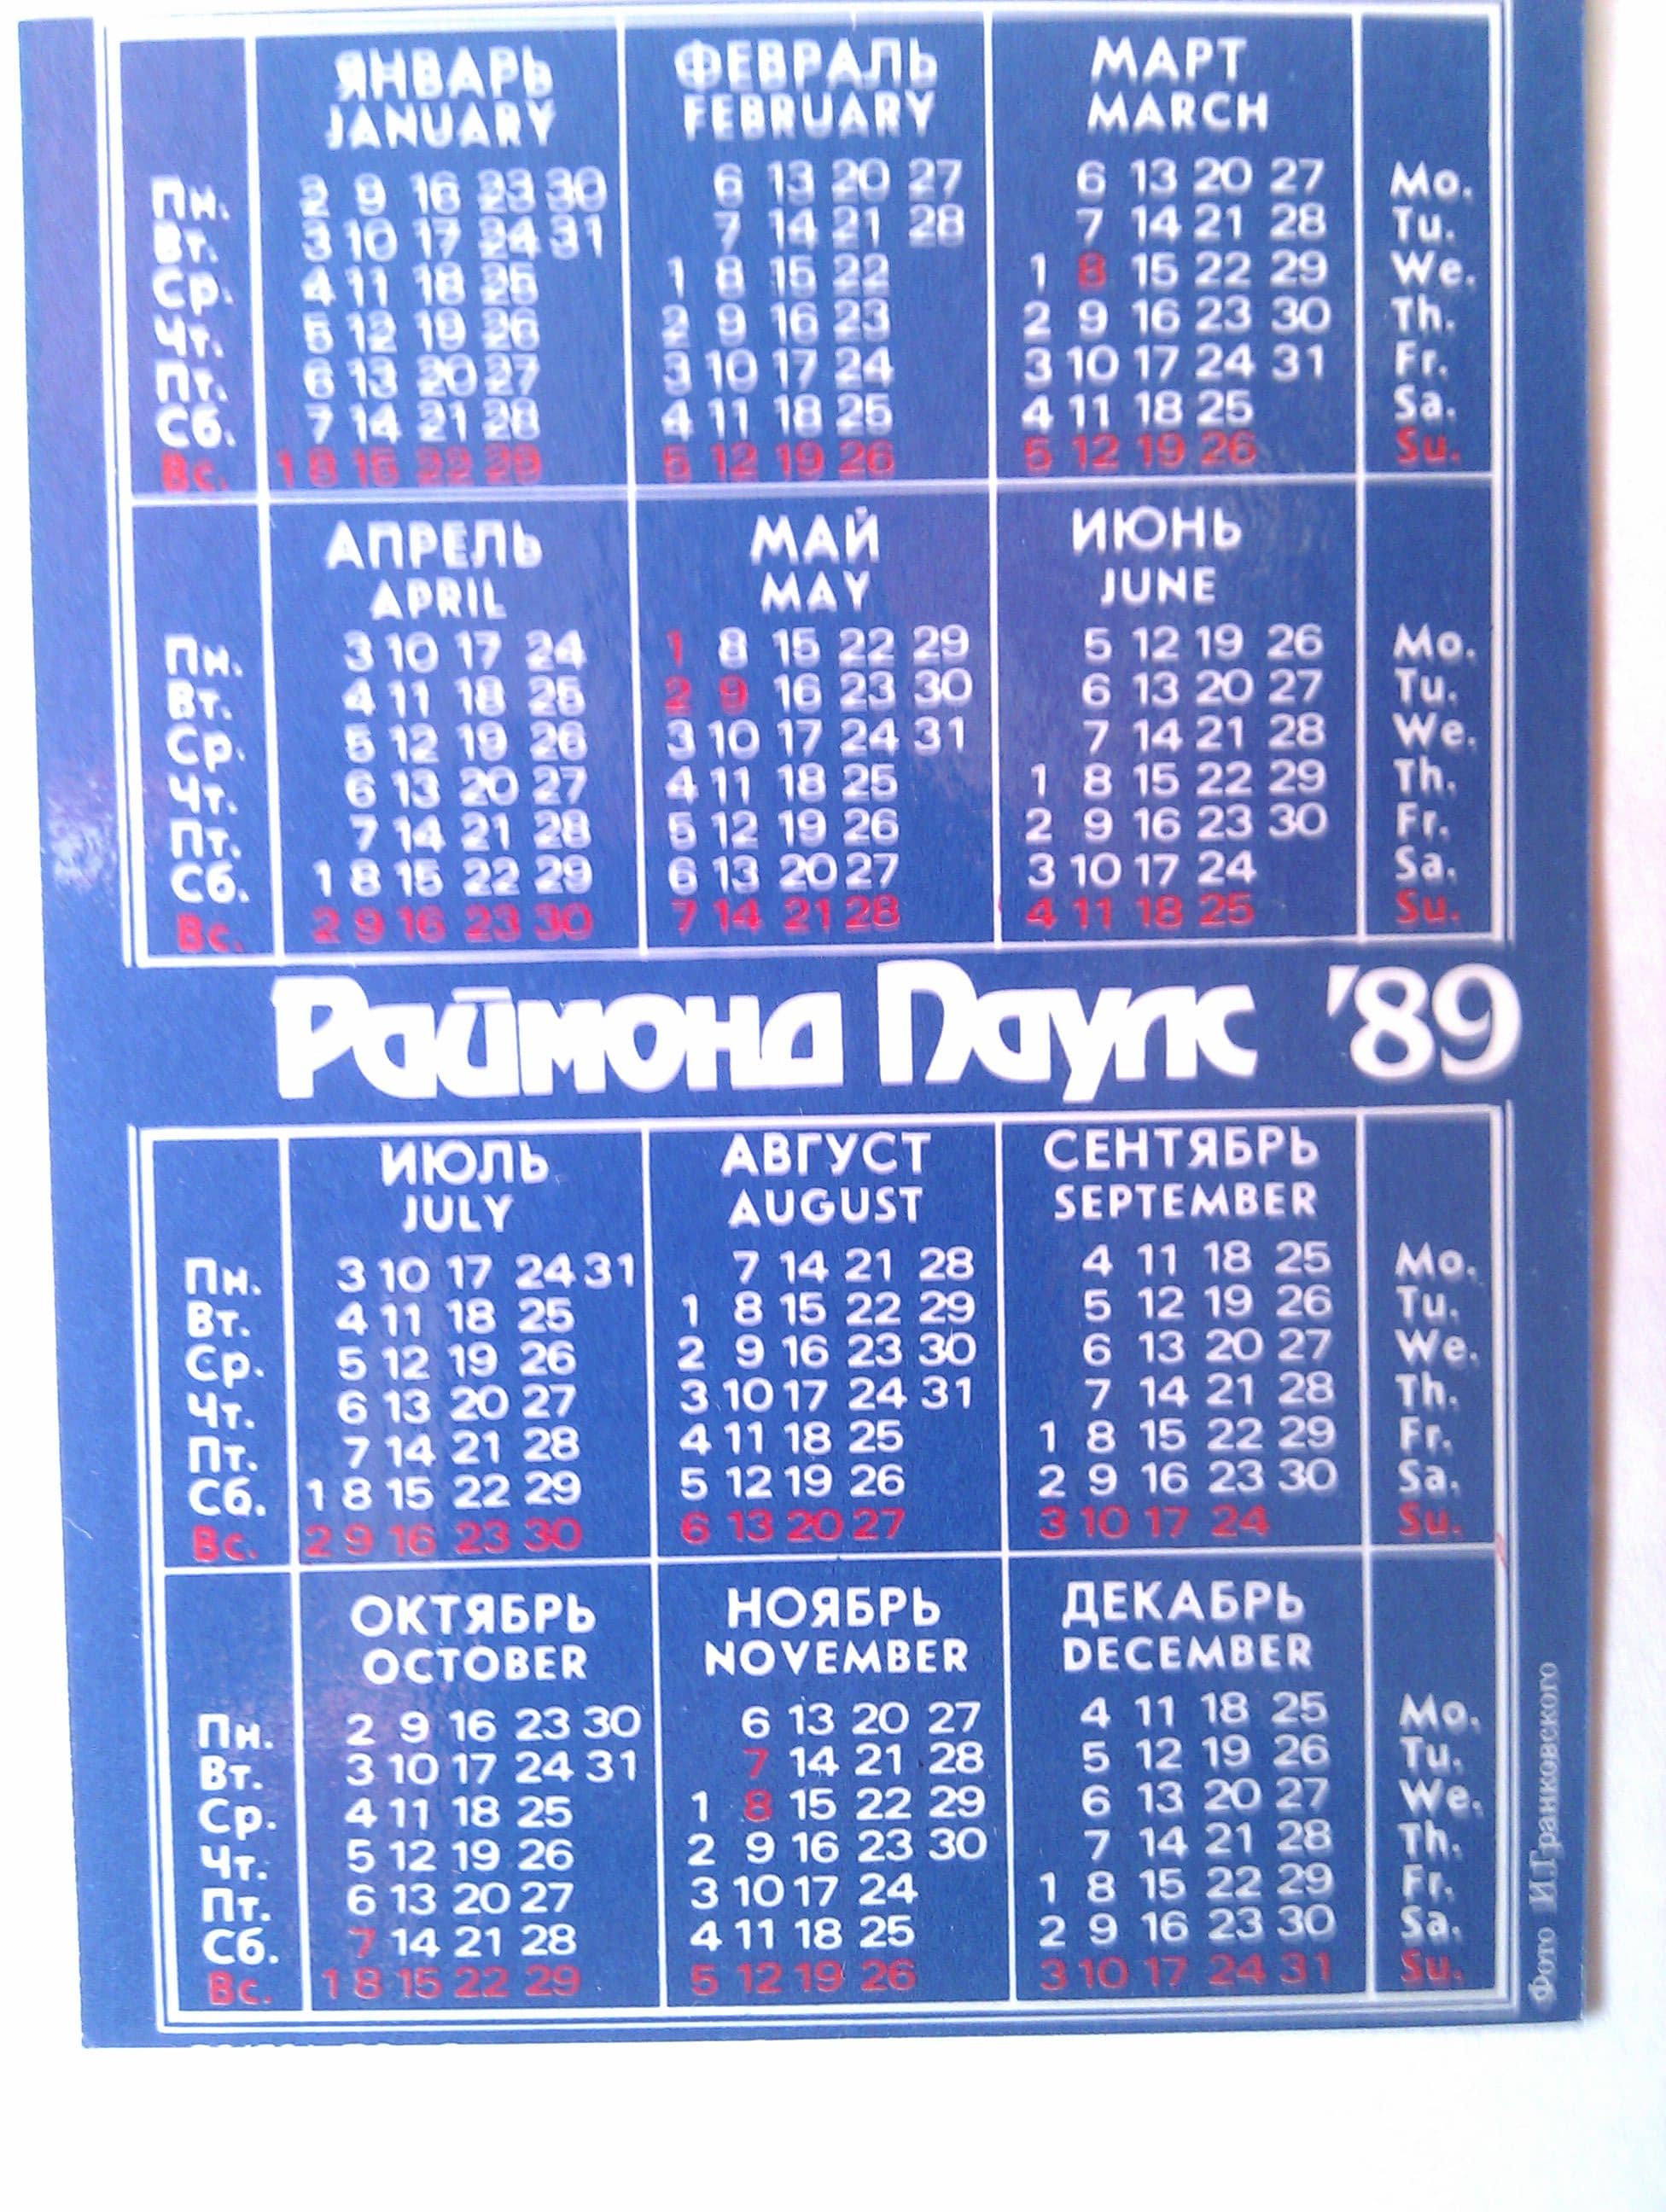 ЯНВАРЬ ФЕВРАЛЬ МАРТ
JANUARY FEBRUARY MARCH
Пн. 2 9 16 23 30 6 13 20 27 6 13 20 27 Mo.
Вт. 3 10 17 24 31 7 14 21 28 7 14 21 28 Tu.
Ср. 4 11 18 25 1 8 15 22 1 8 15 22 29 We.
Чт. 5 12 19 26 2 9 16 23 2 9 16 23 30 Th.
Пт. 6 13 20 27 3 10 17 24 3 10 17 24 31 Fr.
Сб. 7 14 21 28 4 11 18 25 4 11 18 25 Sa.
Вс. 1 8 15 22 29 5 12 19 26 5 12 19 26 Su.
АПРЕЛЬ МАЙ ИЮНЬ
APRIL MAY JUNE
Пн. 3 10 17 24 1 8 15 22 29 5 12 19 26 Mo.
Вт. 4 11 18 25 2 9 16 23 30 6 13 20 27 Tu.
Ср. 5 12 19 26 3 10 17 24 31 7 14 21 28 We.
Чт. 6 13 20 27 4 11 18 25 1 8 15 22 29 Th.
Пт. 7 14 21 28 5 12 19 26 2 9 16 23 30 Fr.
Сб. 1 8 15 22 29 6 13 20 27 3 10 17 24 Sa.
Вс. 2 9 16 23 30 7 14 21 28 4 11 18 25 Su.
Раймонд Паулс '89
ИЮЛЬ АВГУСТ СЕНТЯБРЬ
JULY AUGUST SEPTEMBER
Пн. 3 10 17 24 31 7 14 21 28 4 11 18 25 Mo.
Вт. 4 11 18 25 1 8 15 22 29 5 12 19 26 Tu.
Ср. 5 12 19 26 2 9 16 23 30 6 13 20 27 We.
Чт. 6 13 20 27 3 10 17 24 31 7 14 21 28 Th.
Пт. 7 14 21 28 4 11 18 25 1 8 15 22 29 Fr.
Сб. 1 8 15 22 29 5 12 19 26 2 9 16 23 30 Sa.
Вс. 2 9 16 23 30 6 13 20 27 3 10 17 24 Su.
ОКТЯБРЬ НОЯБРЬ ДЕКАБРЬ
OCTOBER NOVEMBER DECEMBER
Пн. 2 9 16 23 30 6 13 20 27 4 11 18 25 Mo.
Вт. 3 10 17 24 31 7 14 21 28 5 12 19 26 Tu.
Ср. 4 11 18 25 1 8 15 22 29 6 13 20 27 We.
Чт. 5 12 19 26 2 9 16 23 30 7 14 21 28 Th.
Пт. 6 13 20 27 3 10 17 24 1 8 15 22 29 Fr.
Сб. 7 14 21 28 4 11 18 25 2 9 16 23 30 Sa.
Вс. 1 8 15 22 29 5 12 19 26 3 10 17 24 31 Su.
Фото И.Гранковского